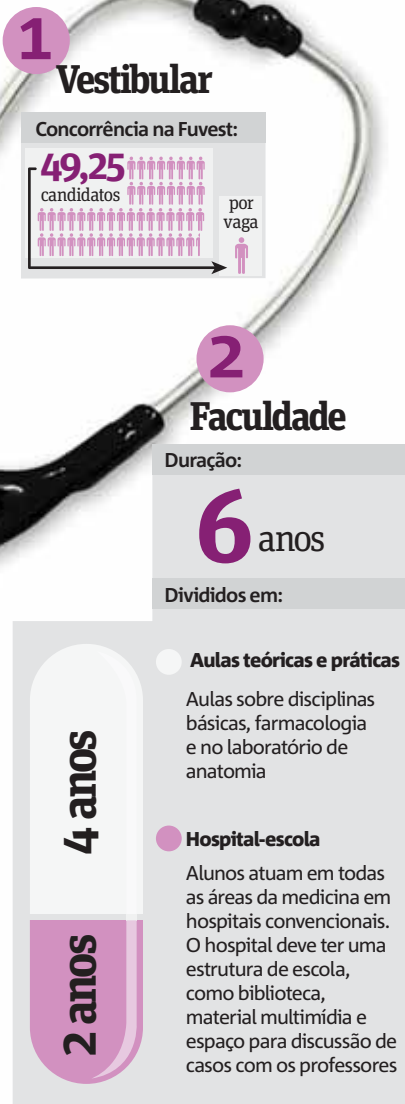 1
Vestibular
Concorrência na Fuvest:
49,25
candidatos
por
vaga
2
Faculdade
Duração:
6 anos
Divididos em:
4 anos
Aulas teóricas e práticas
Aulas sobre disciplinas
básicas, farmacologia
e no laboratório de
anatomia
2 anos
Hospital-escola
Alunos atuam em todas
as áreas da medicina em
hospitais convencionais.
O hospital deve ter uma
estrutura de escola,
como biblioteca,
material multimídia e
espaço para discussão de
casos com os professores